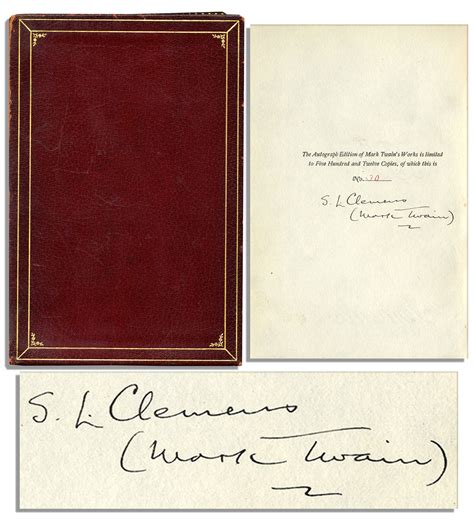 The Autograph Edition of Mark Twain's Works is limited
to Five Hundred and Twelve Copies, of which this is
No. 30
S. L. Clemens
(Mark Twain)
S. L. Clemens
(Mark Twain)